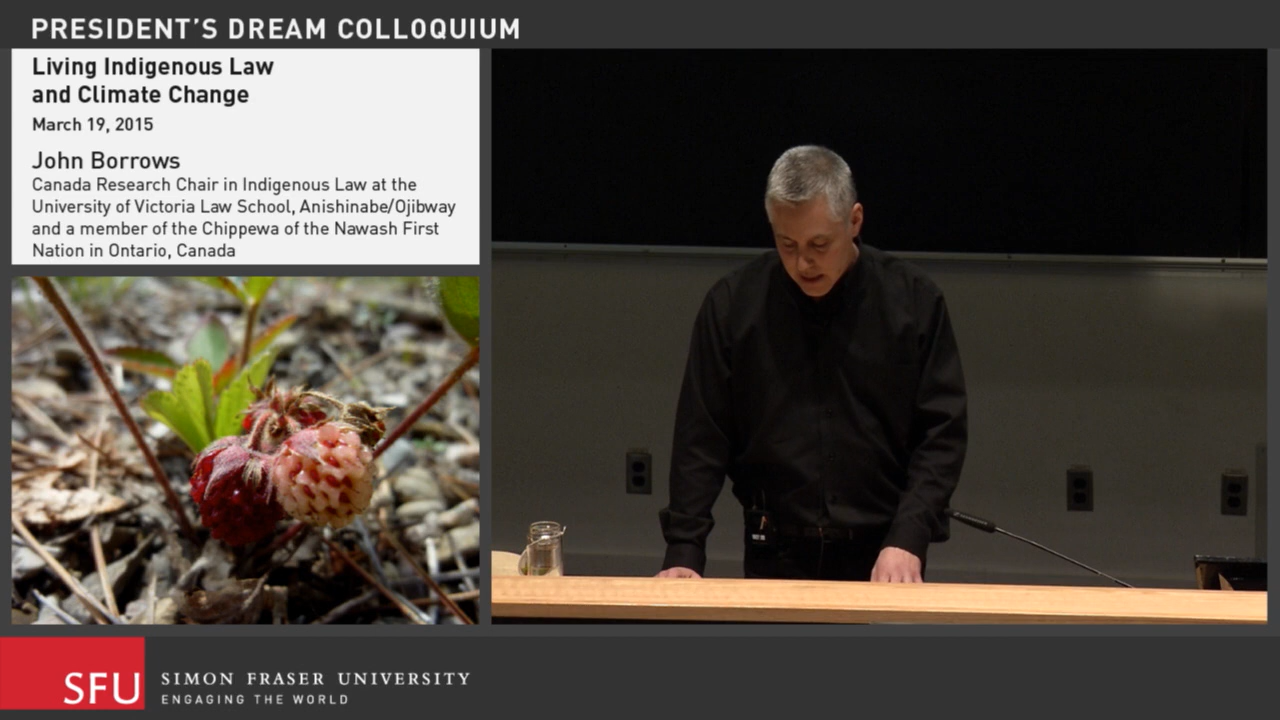 PRESIDENT'S DREAM COLLOQUIUM
Living Indigenous Law
and Climate Change
March 19, 2015
John Borrows
Canada Research Chair in Indigenous Law at the
University of Victoria Law School, Anishinabe/Ojibway
and a member of the Chippewa of the Nawash First
Nation in Ontario, Canada
SFU
SIMON FRASER UNIVERSITY
ENGAGING THE WORLD